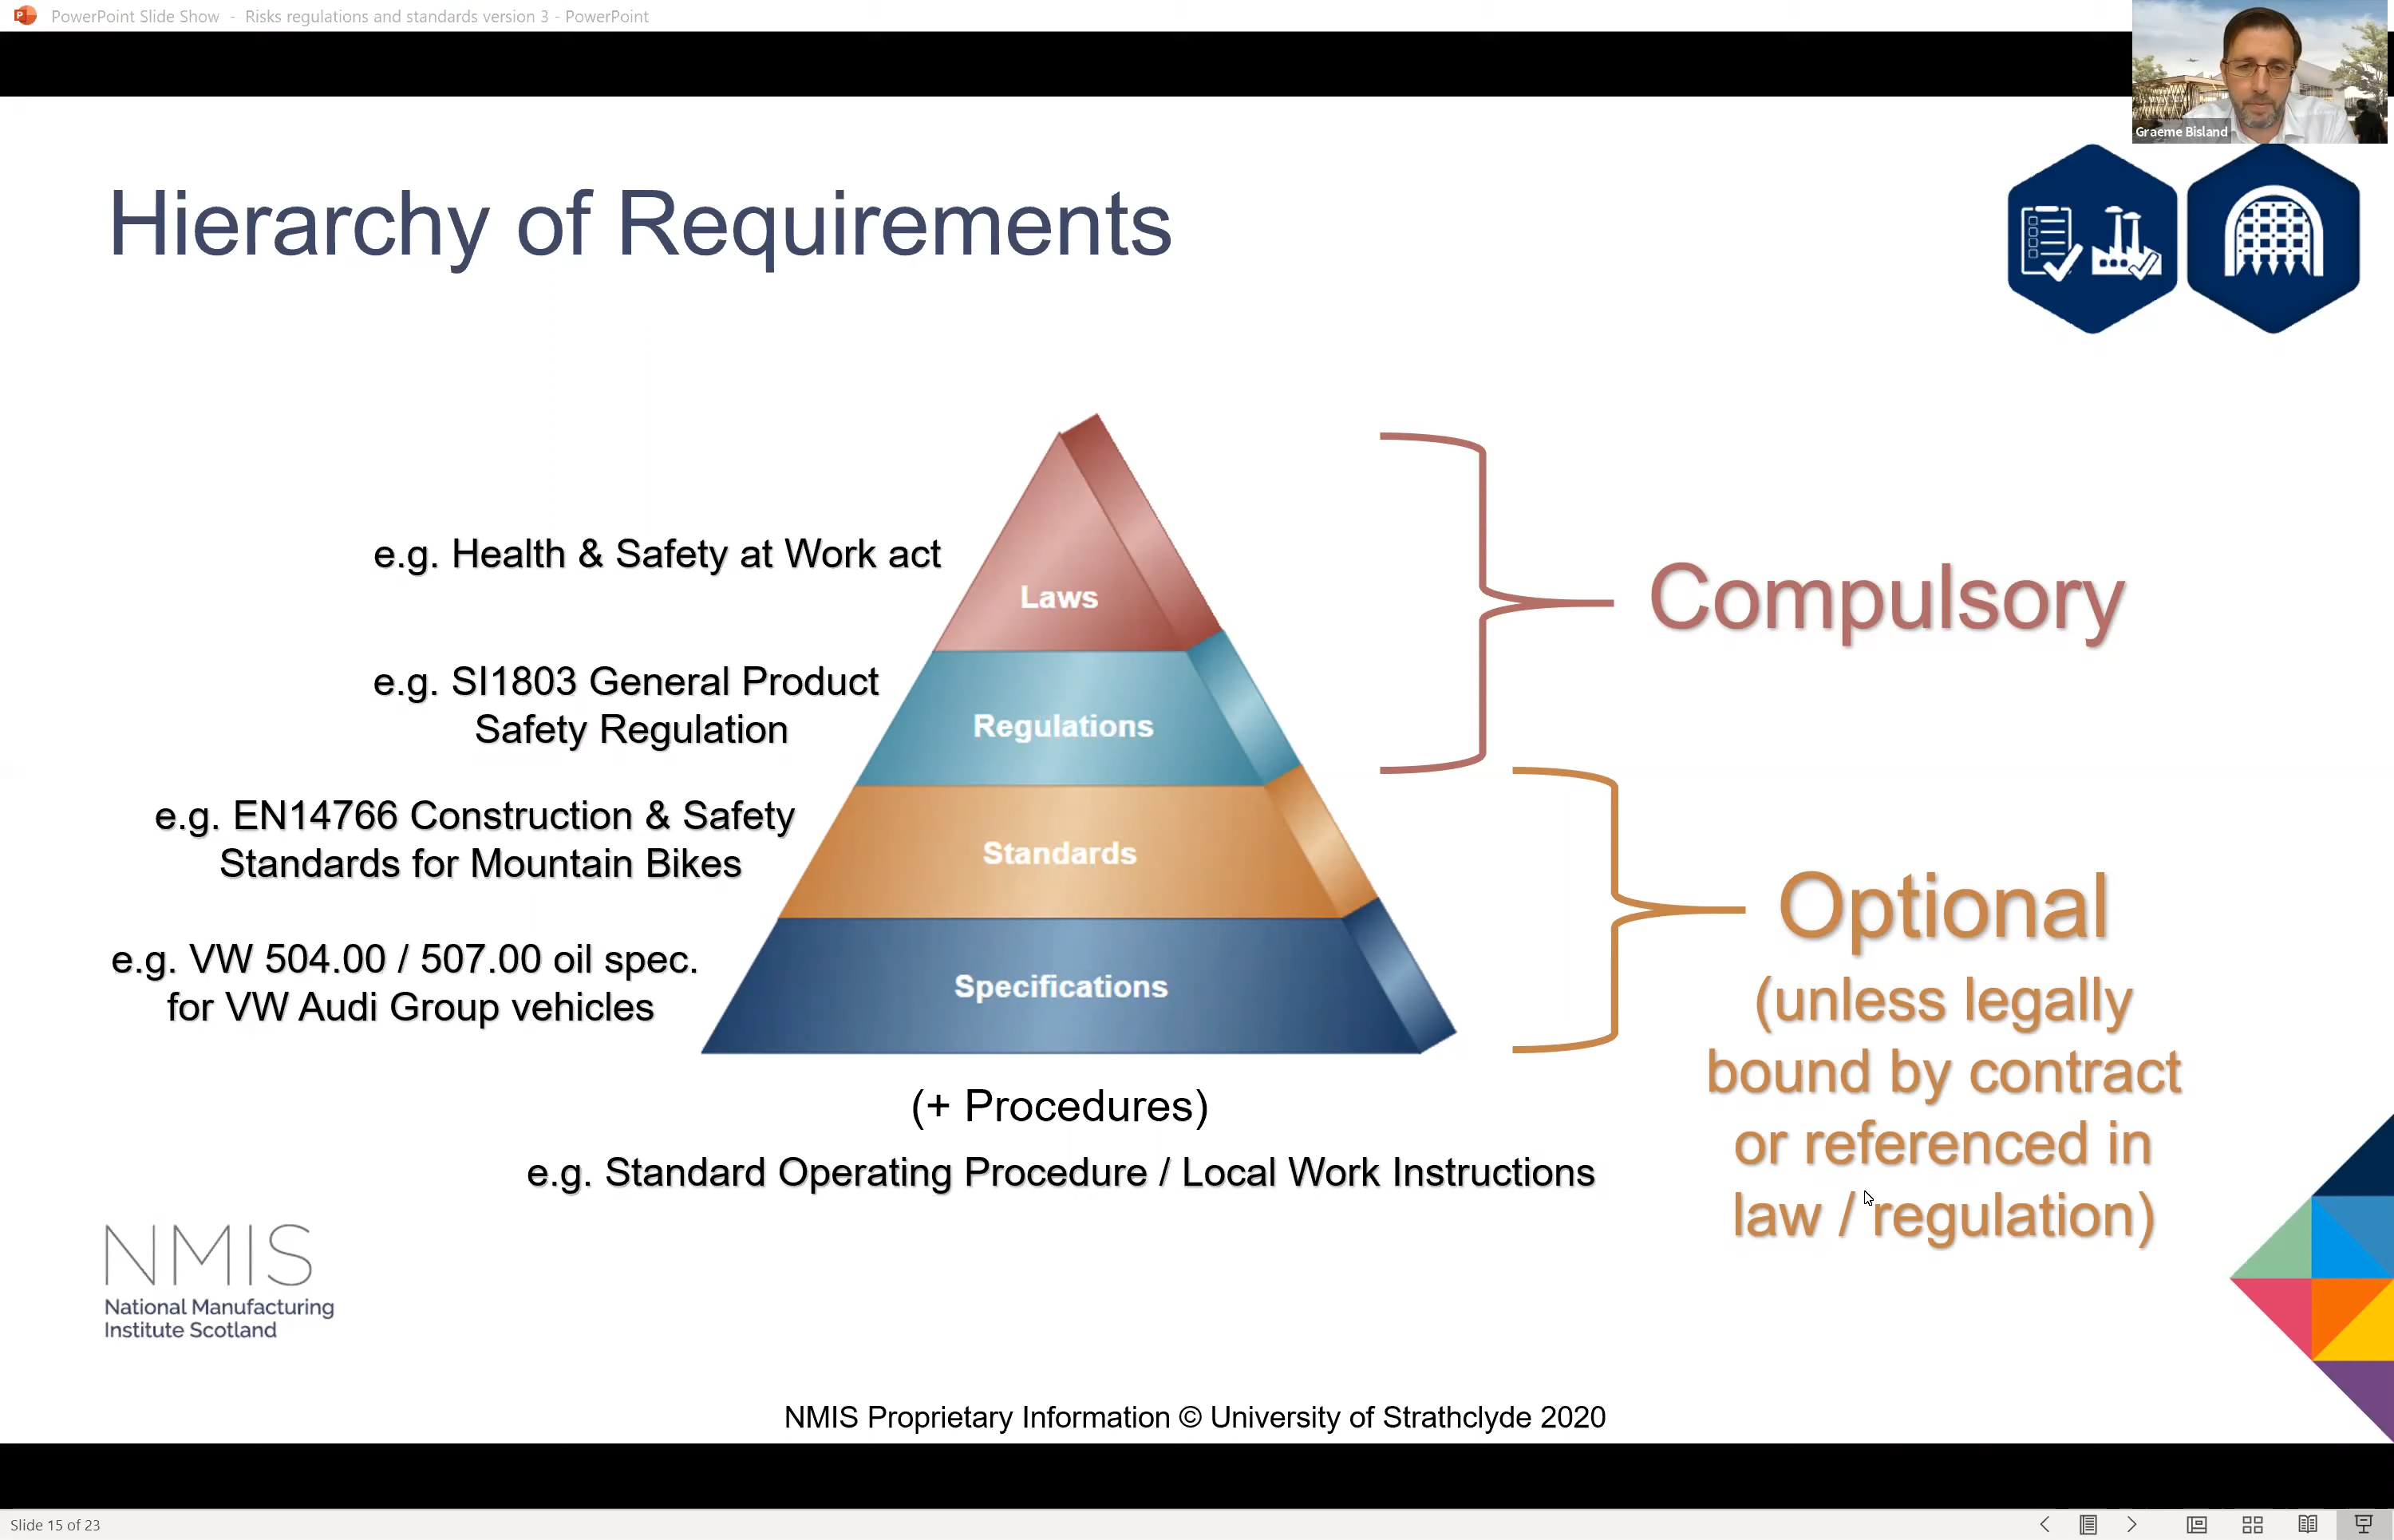 PowerPoint Slide Show - Risks regulations and standards version 3 - PowerPoint
Graeme Bisland
Hierarchy of Requirements
e.g. Health & Safety at Work act
Laws
Compulsory
e.g. SI1803 General Product
Safety Regulation
Regulations
e.g. EN14766 Construction & Safety
Standards for Mountain Bikes
Standards
e.g. VW 504.00 / 507.00 oil spec.
for VW Audi Group vehicles
Specifications
Optional
(unless legally
bound by contract
or referenced in
law / regulation)
(+ Procedures)
e.g. Standard Operating Procedure / Local Work Instructions
NMIS
National Manufacturing
Institute Scotland
NMIS Proprietary Information © University of Strathclyde 2020
Slide 15 of 23